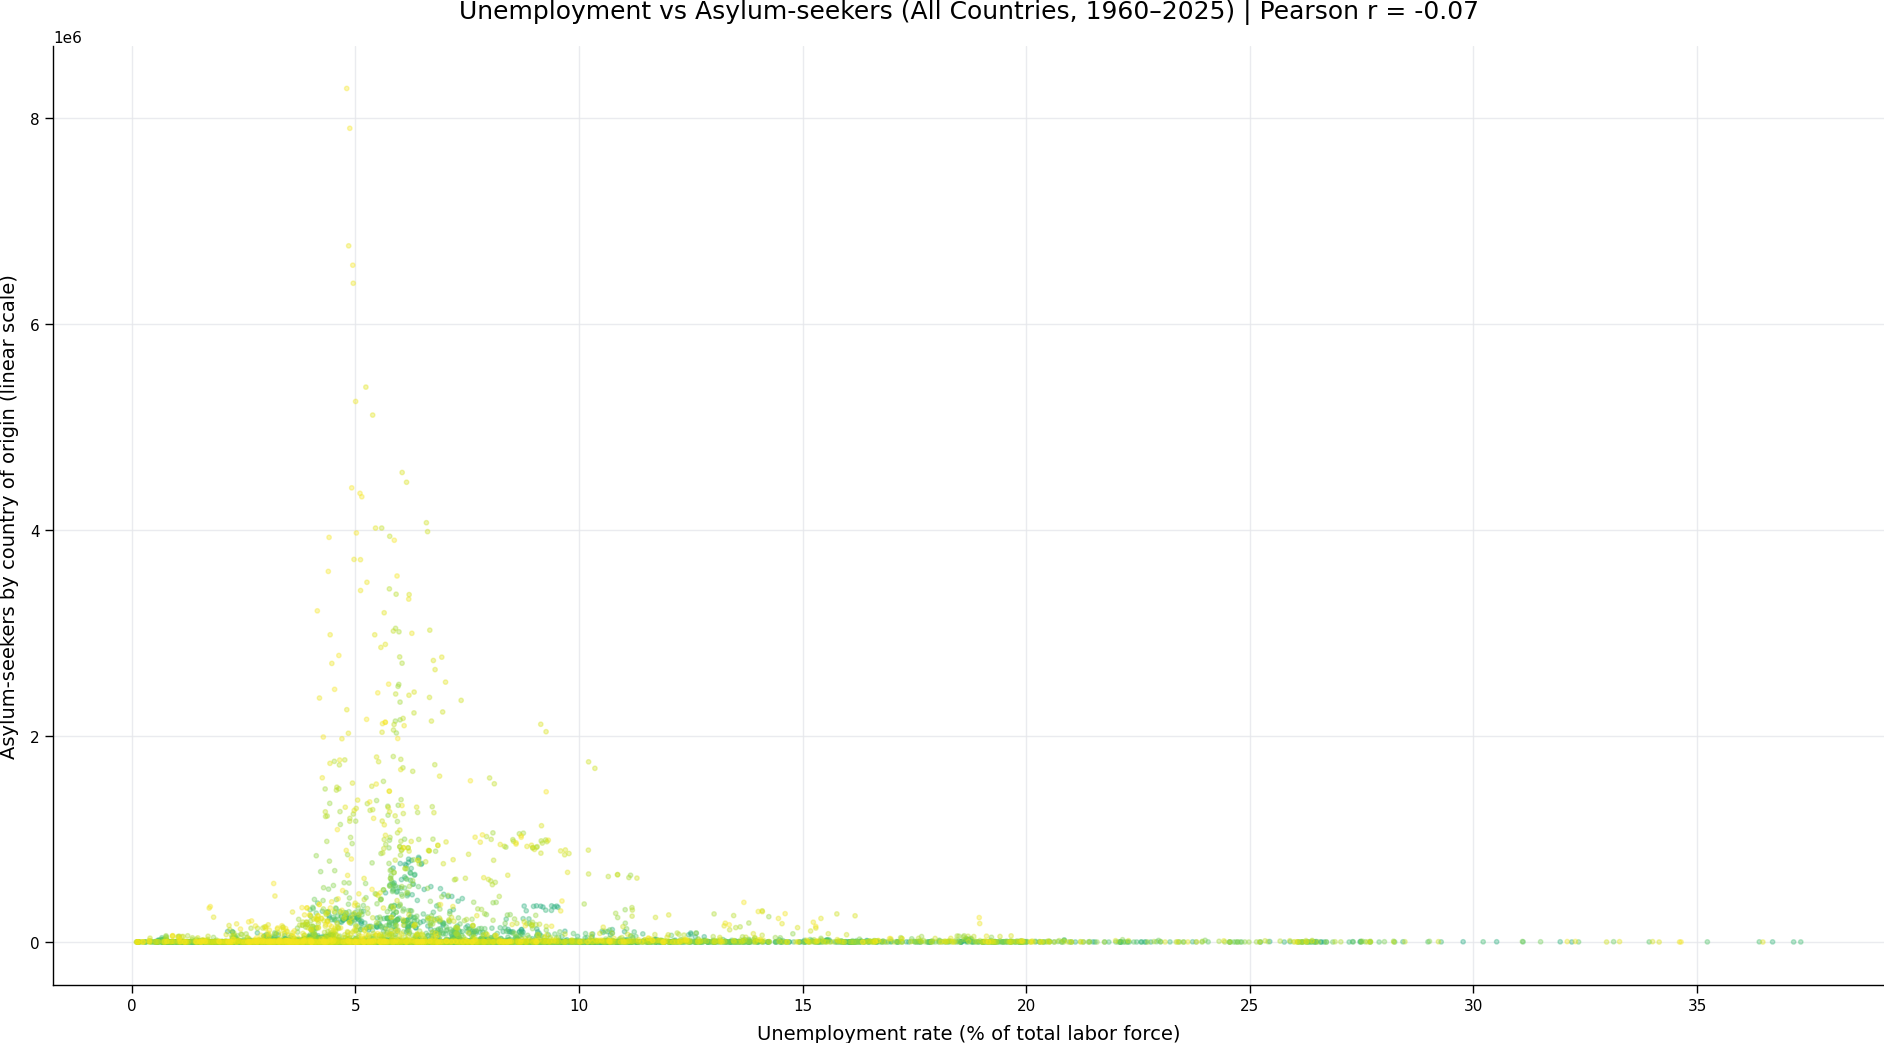 Unemployment vs Asylum-seekers (All Countries, 1960–2025) | Pearson r = -0.07
1e6
8
6
4
2
0
Asylum-seekers by country of origin (linear scale)
0 5 10 15 20 25 30 35
Unemployment rate (% of total labor force)